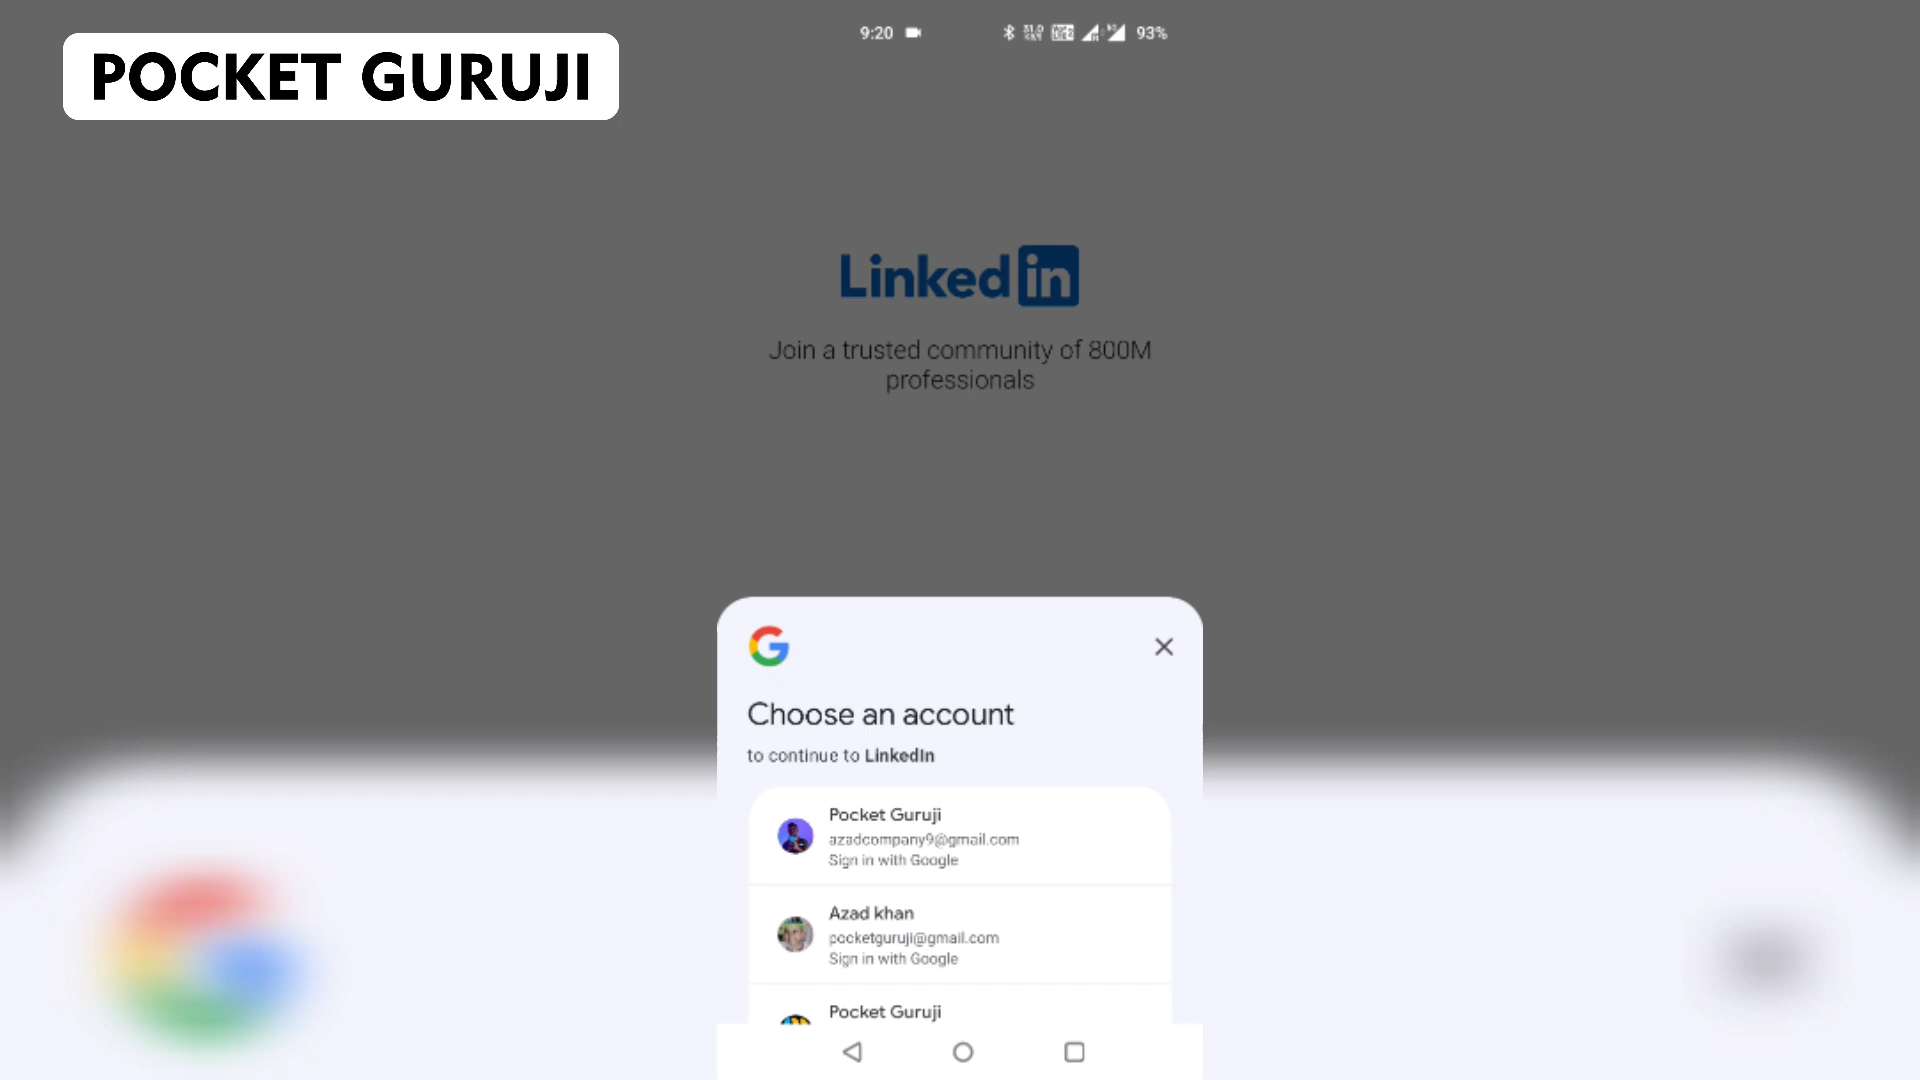 POCKET GURUJI
9:20
93%
Linkedin
Join a trusted community of 800M
professionals
Choose an account
to continue to LinkedIn
Pocket Guruji
azadcompany9@gmail.com
Sign in with Google
Azad khan
pocketguruji@gmail.com
Sign in with Google
Pocket Guruji